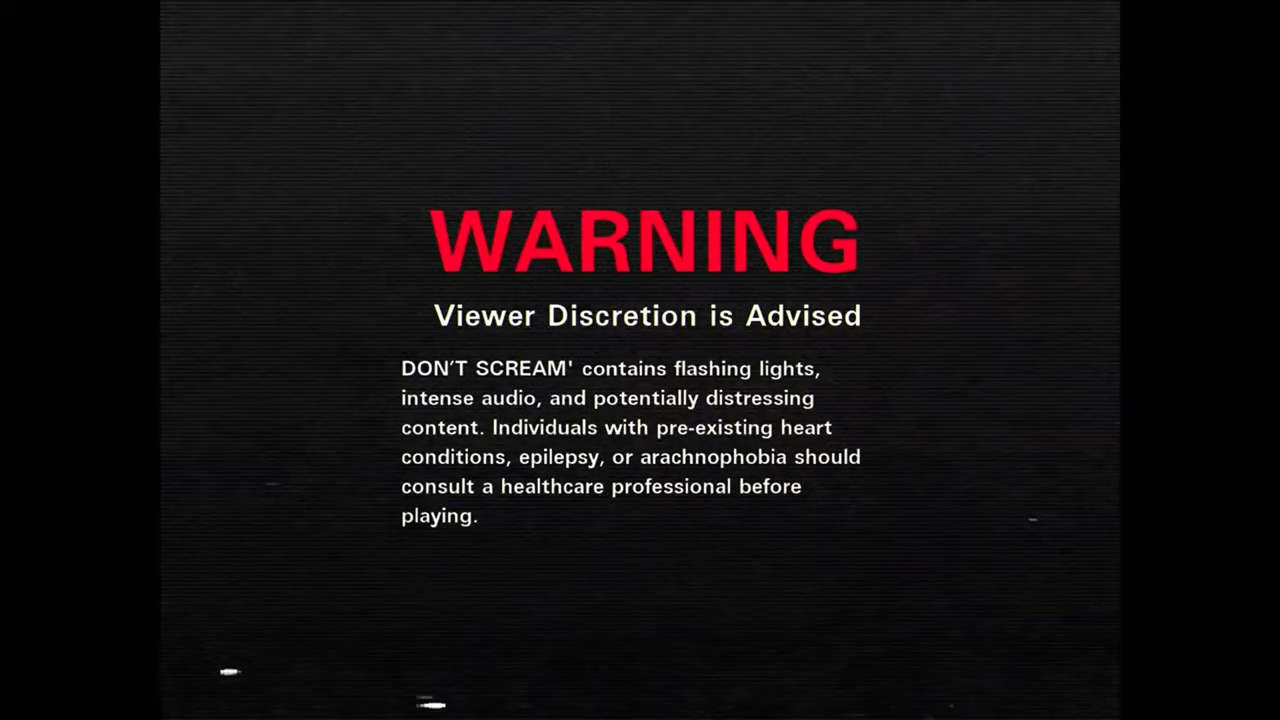 WARNING
Viewer Discretion is Advised
DON’T SCREAM' contains flashing lights,
intense audio, and potentially distressing
content. Individuals with pre-existing heart
conditions, epilepsy, or arachnophobia should
consult a healthcare professional before
playing.